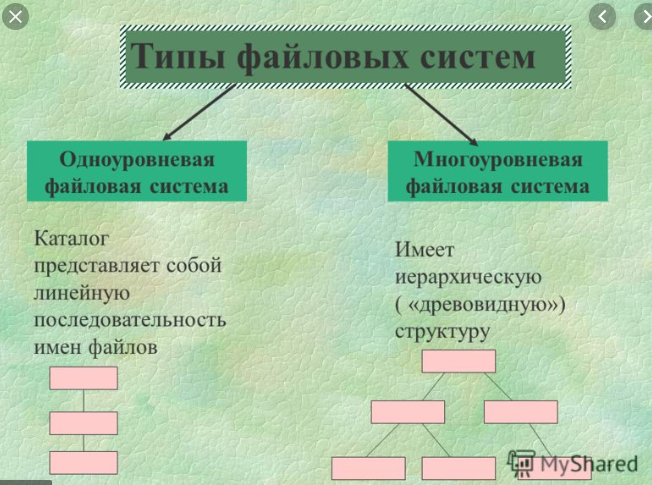 Типы файловых систем
Одноуровневая
файловая система
Многоуровневая
файловая система
Каталог
представляет собой
линейную
последовательность
имен файлов
Имеет
иерархическую
( «древовидную»)
структуру
MyShared